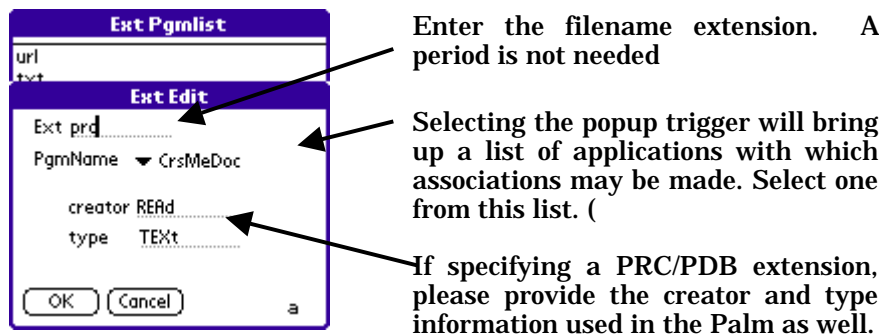 Ext Pgmlist
url
txt
Ext Edit
Ext prc
PgmName CrsMeDoc
creator REAd
type TEXt
OK Cancel
a
Enter the filename extension. A
period is not needed
Selecting the popup trigger will bring
up a list of applications with which
associations may be made. Select one
from this list. (
If specifying a PRC/PDB extension,
please provide the creator and type
information used in the Palm as well.